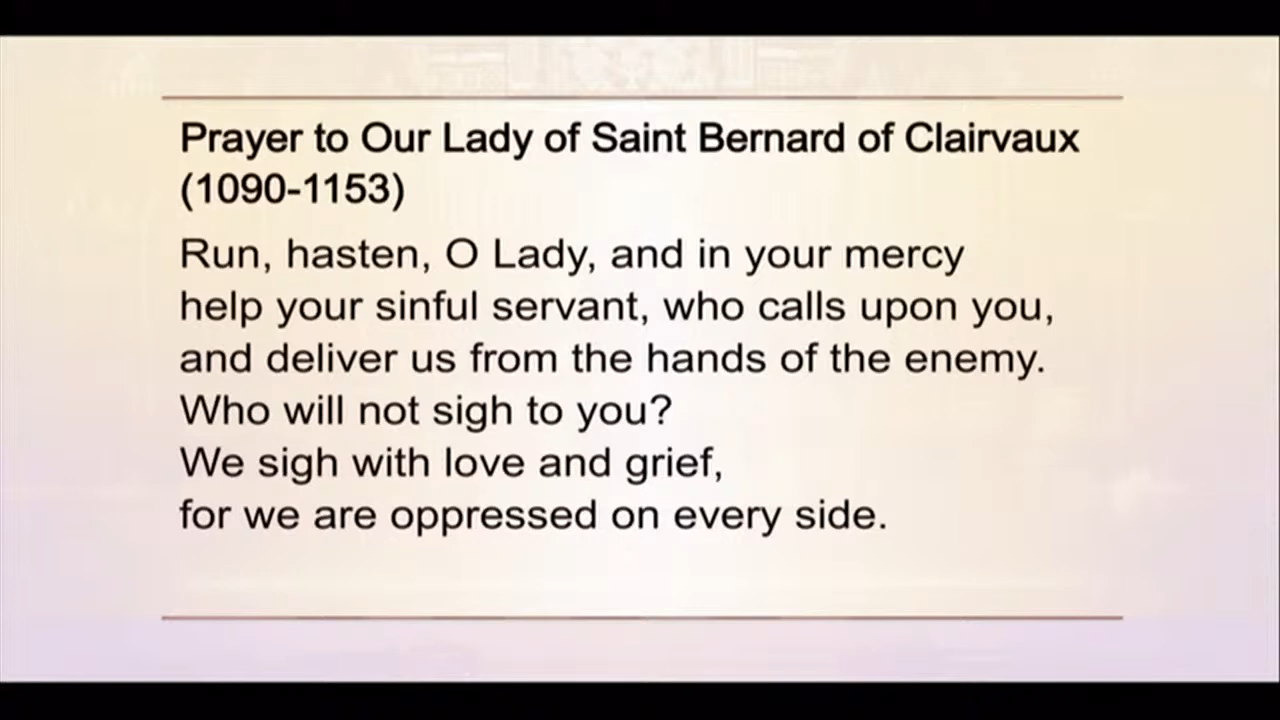 Prayer to Our Lady of Saint Bernard of Clairvaux
(1090-1153)
Run, hasten, O Lady, and in your mercy
help your sinful servant, who calls upon you,
and deliver us from the hands of the enemy.
Who will not sigh to you?
We sigh with love and grief,
for we are oppressed on every side.